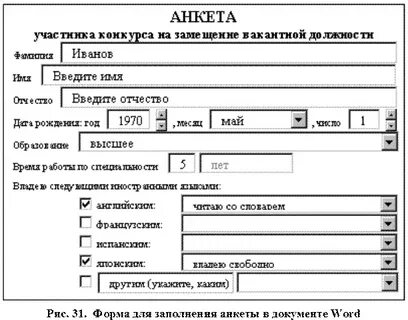 АНКЕТА
участника конкурса на замещение вакантной должности
Фамилия Иванов
Имя Введите имя
Отчество Введите отчество
Дата рождения: год 1970 , месяц май , число 1
Образование высшее
Время работы по специальности 5 лет
Владею следующими иностранными языками:
английским: читаю со словарем
французским:
испанским:
японским: владею свободно
другим (укажите, каким)
Рис. 31. Форма для заполнения анкеты в документе Word